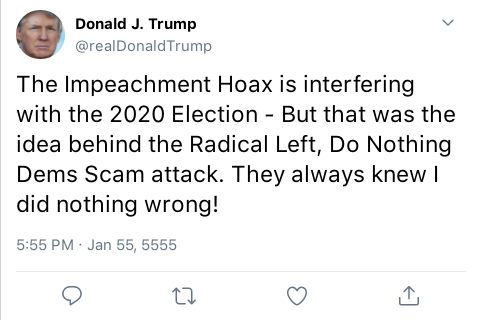 Donald J. Trump
@realDonaldTrump
The Impeachment Hoax is interfering
with the 2020 Election - But that was the
idea behind the Radical Left, Do Nothing
Dems Scam attack. They always knew I
did nothing wrong!
5:55 PM · Jan 55, 5555